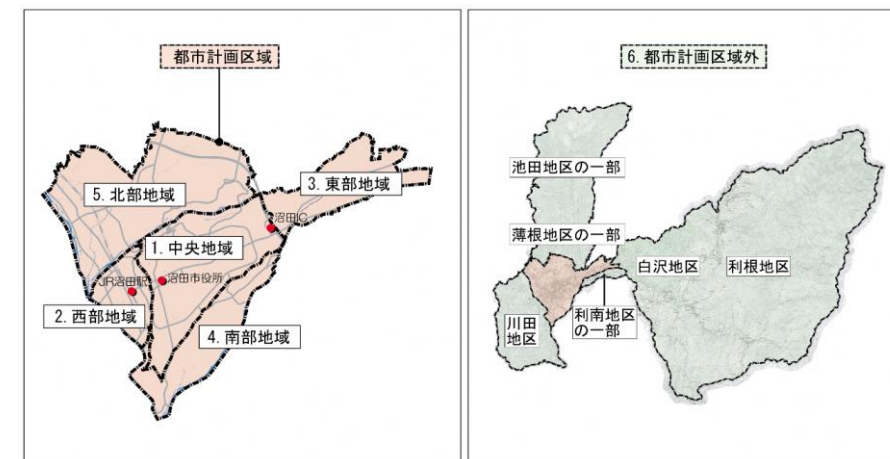 都市計画区域
5. 北部地域
3. 東部地域
沼田IC
1. 中央地域
沼田市役所
JR沼田駅
2. 西部地域
4. 南部地域
6. 都市計画区域外
池田地区の一部
薄根地区の一部
白沢地区
利根地区
川田
地区
利南地区
の一部